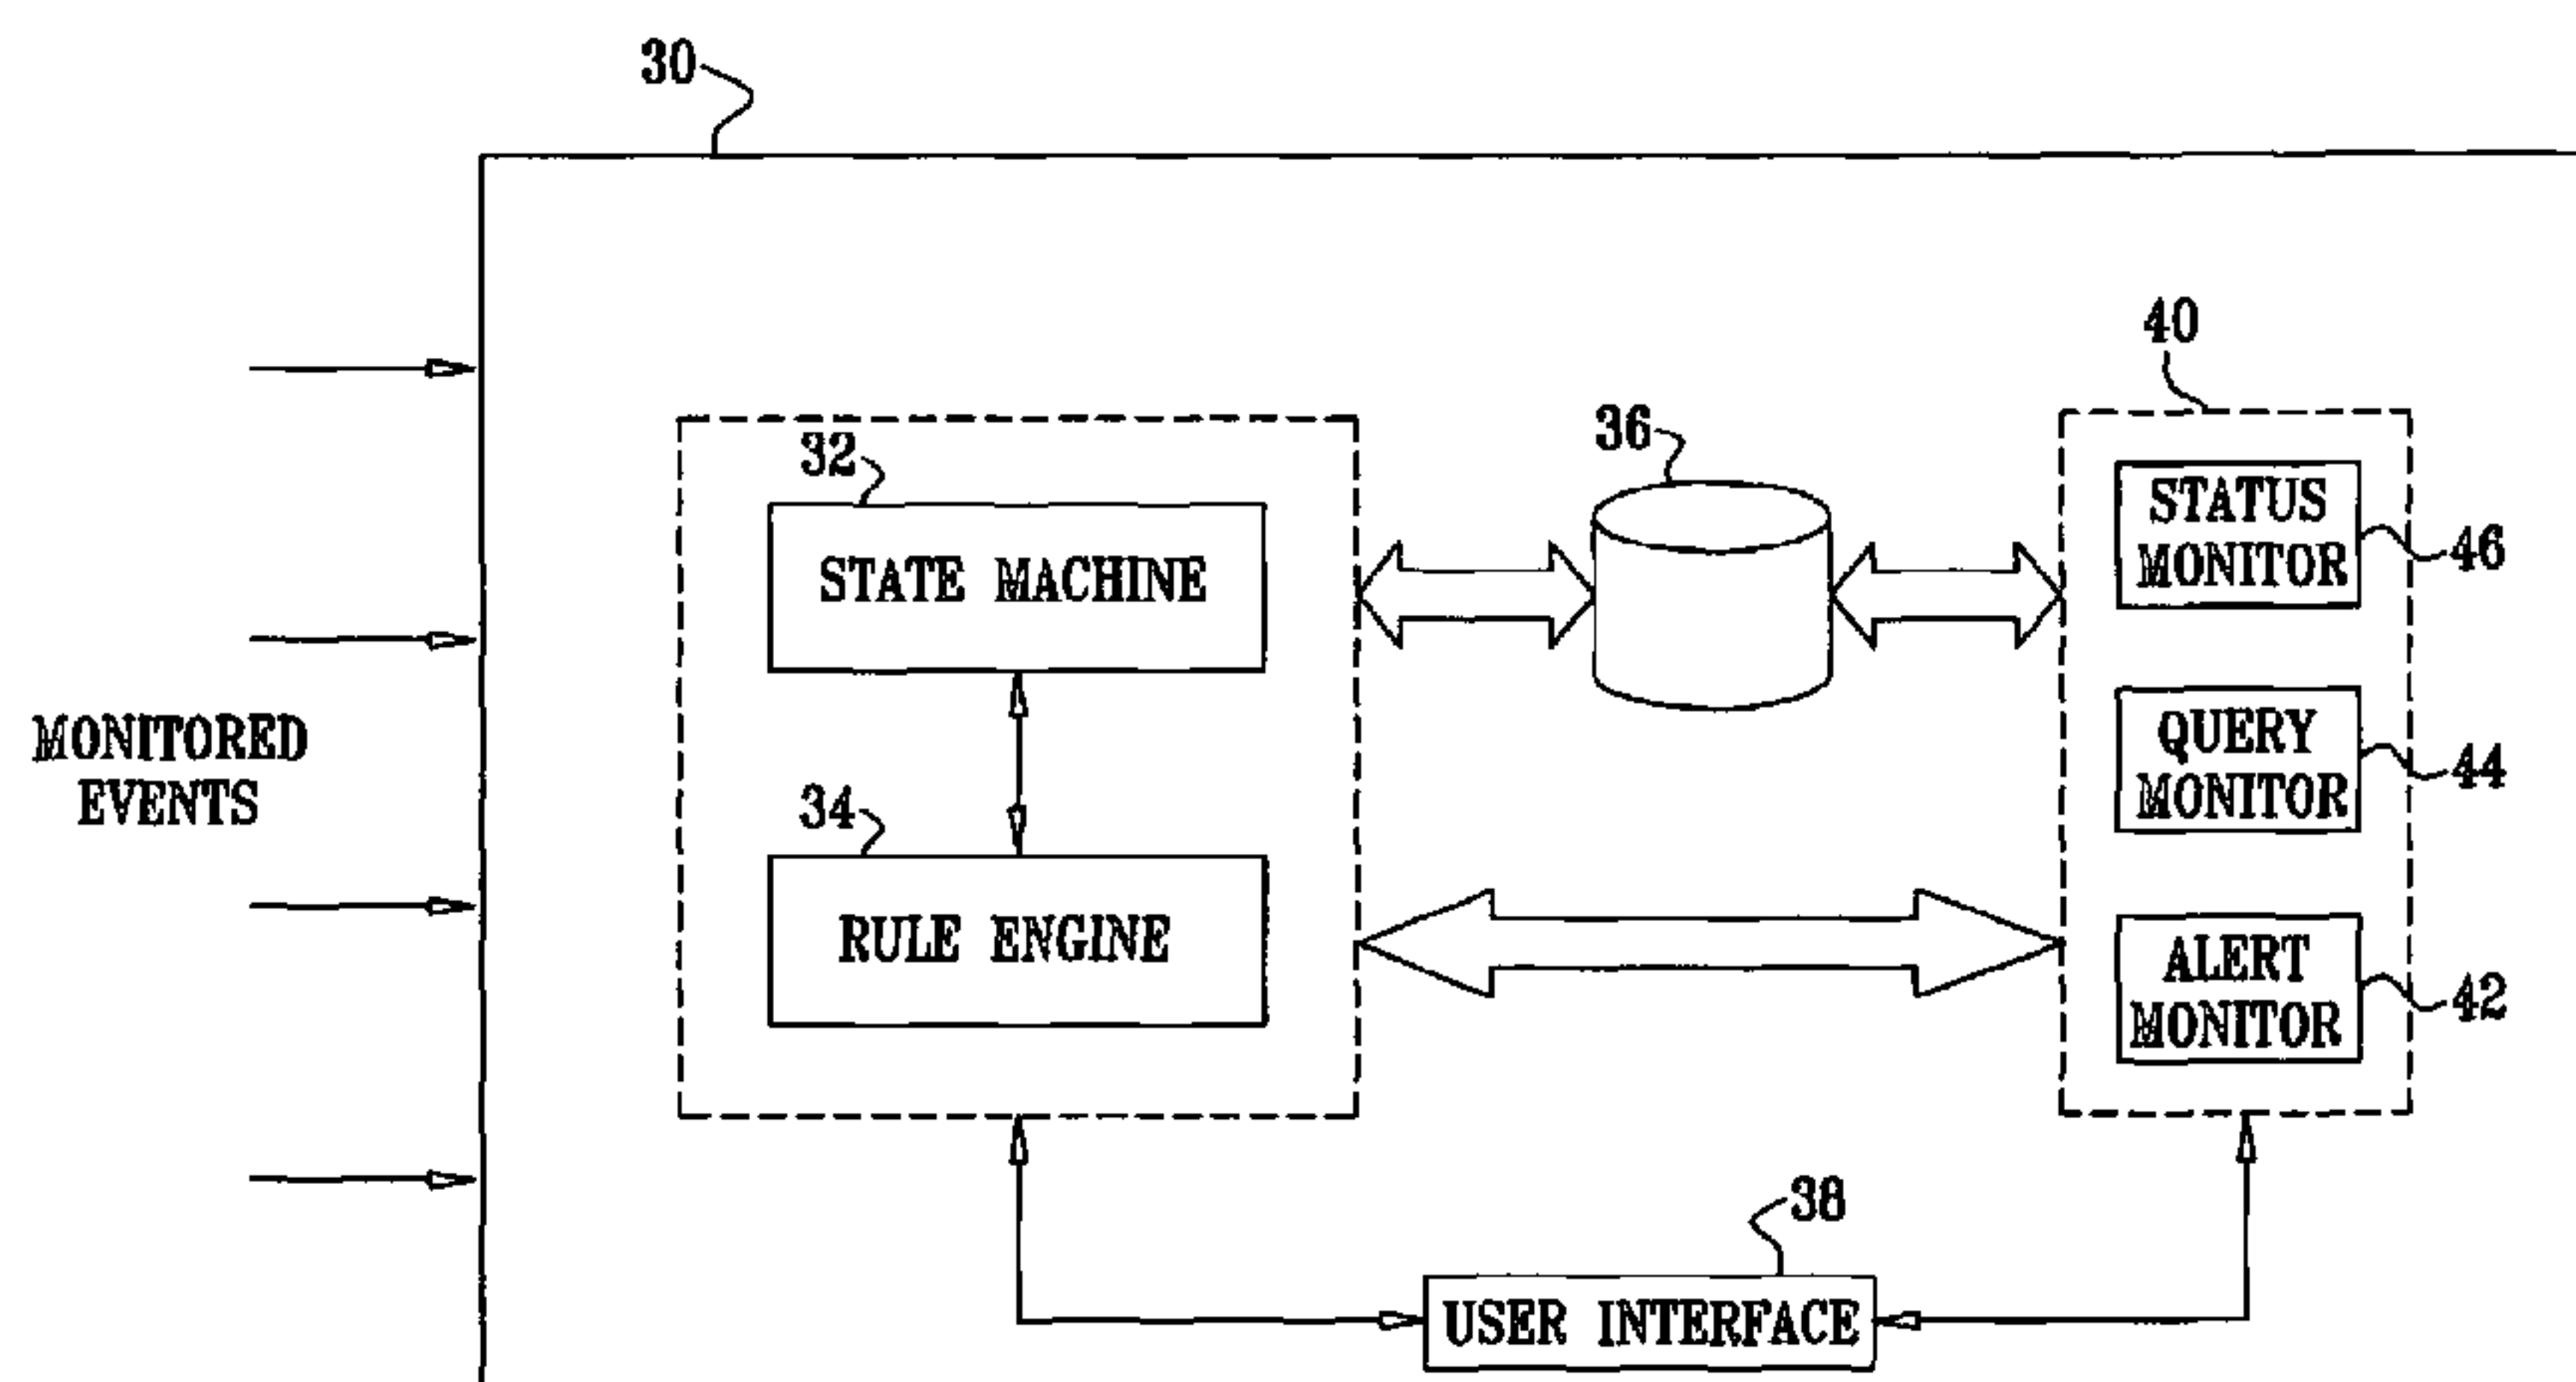 30
40
36
32
STATUS
MONITOR
46
STATE MACHINE
MONITORED
EVENTS
QUERY
MONITOR
44
34
RULE ENGINE
ALERT
MONITOR
42
38
USER INTERFACE